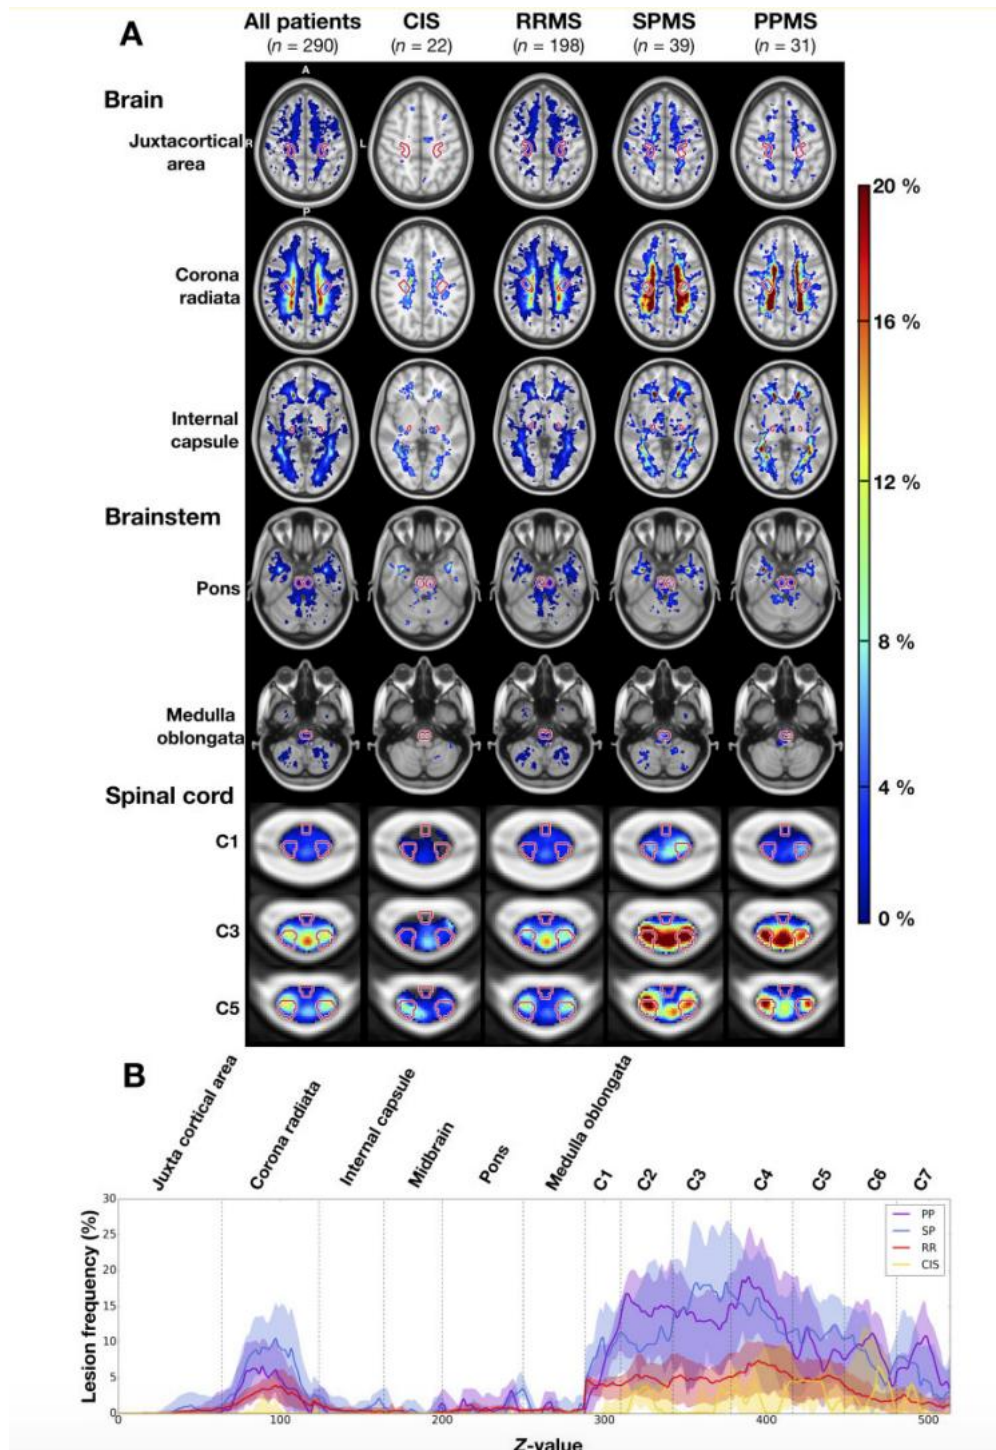 A
All patients CIS RRMS SPMS PPMS
(n = 290) (n = 22) (n = 198) (n = 39) (n = 31)
A
Brain
Juxtacortical area
R L
P
20 %
Corona radiata
16 %
Internal capsule
12 %
Brainstem
Pons
8 %
Medulla oblongata
4 %
Spinal cord
C1
C3
0 %
C5
B
Juxta cortical area
Corona radiata
Internal capsule
Midbrain
Pons
Medulla oblongata
C1
C2
C3
C4
C5
C6
C7
Lesion frequency (%)
30
25
20
15
10
5
0
PP
SP
RR
CIS
0 100 200 300 400 500
Z-value